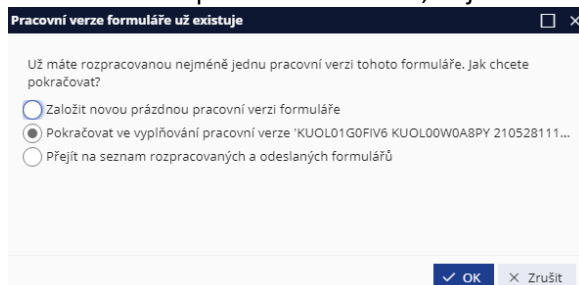 Pracovní verze formuláře už existuje
Už máte rozpracovanou nejméně jednu pracovní verzi tohoto formuláře. Jak chcete
pokračovat?
Založit novou prázdnou pracovní verzi formuláře
Pokračovat ve vyplňování pracovní verze 'KUOL01G0FIV6 KUOL00W0A8PY 210528111...
Přejít na seznam rozpracovaných a odeslaných formulářů
OK Zrušit